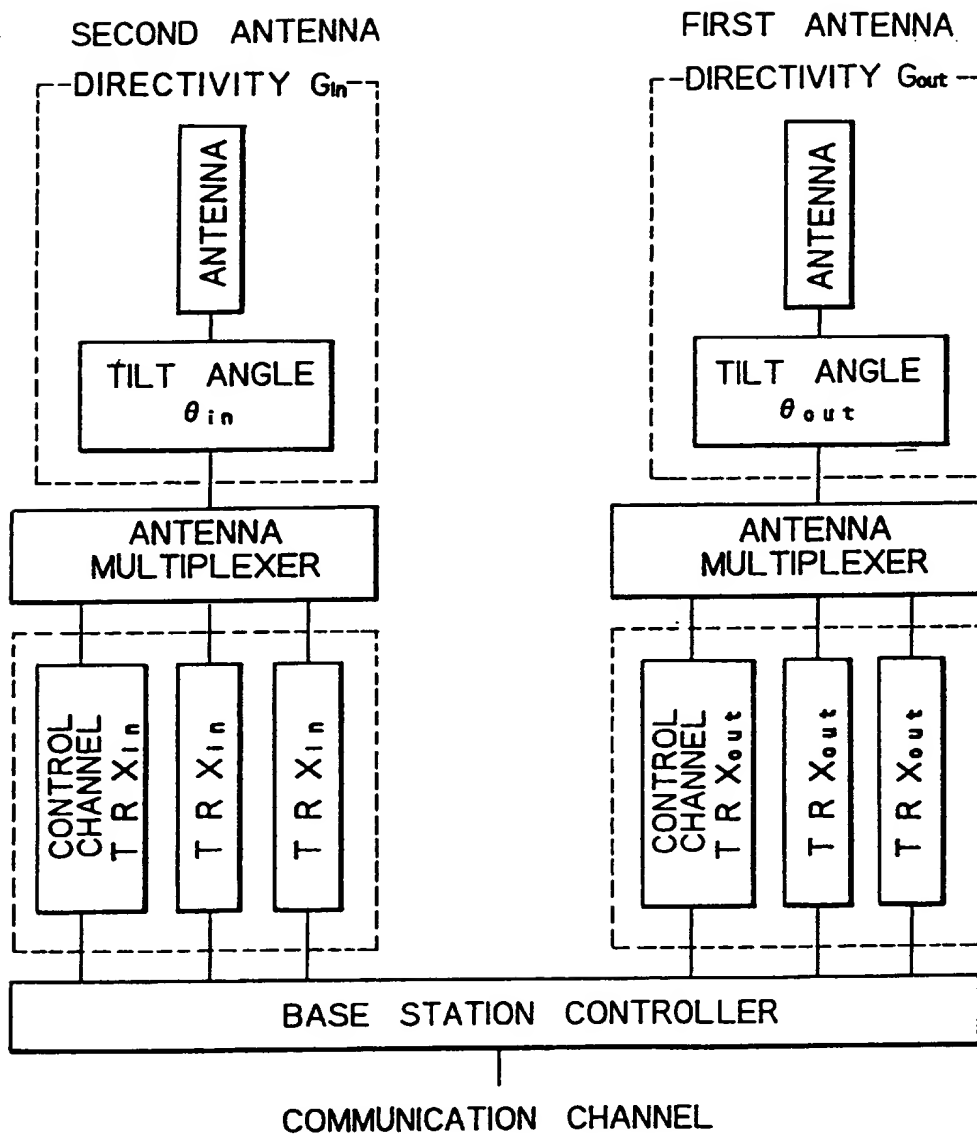 SECOND ANTENNA
DIRECTIVITY Gin
ANTENNA
TILT ANGLE
θin
ANTENNA
MULTIPLEXER
CONTROL
CHANNEL
TRXin
TRXin
TRXin
FIRST ANTENNA
DIRECTIVITY Gout
ANTENNA
TILT ANGLE
θout
ANTENNA
MULTIPLEXER
CONTROL
CHANNEL
TRXout
TRXout
TRXout
BASE STATION CONTROLLER
COMMUNICATION CHANNEL